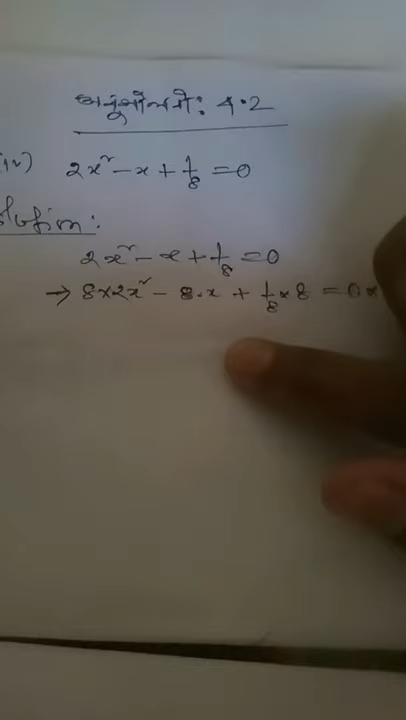 অনুশীলনী: 4.2
(iv) 2x² - x + 1/8 = 0
Solution:
2x² - x + 1/8 = 0
→ 8×2x² - 8·x + 1/8 × 8 = 0×